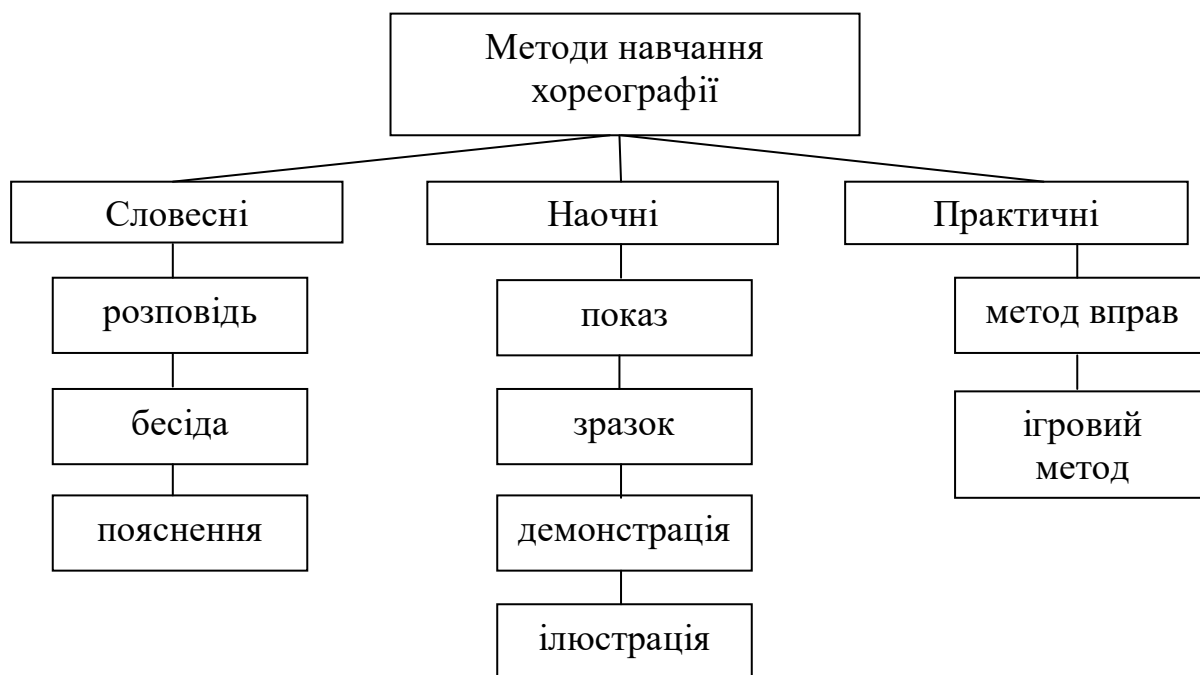 Методи навчання
хореографії
Словесні
Наочні
Практичні
розповідь
показ
метод вправ
бесіда
зразок
ігровий
метод
пояснення
демонстрація
ілюстрація